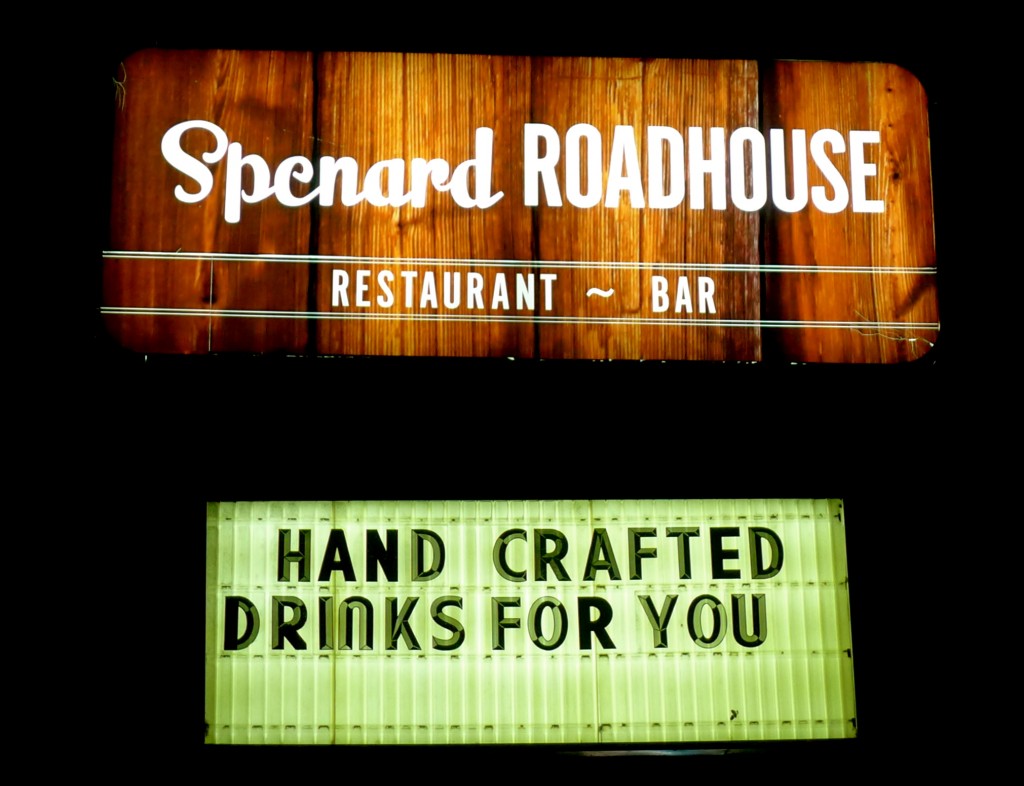 Spenard ROADHOUSE
RESTAURANT ~ BAR
HAND CRAFTED
DRINKS FOR YOU